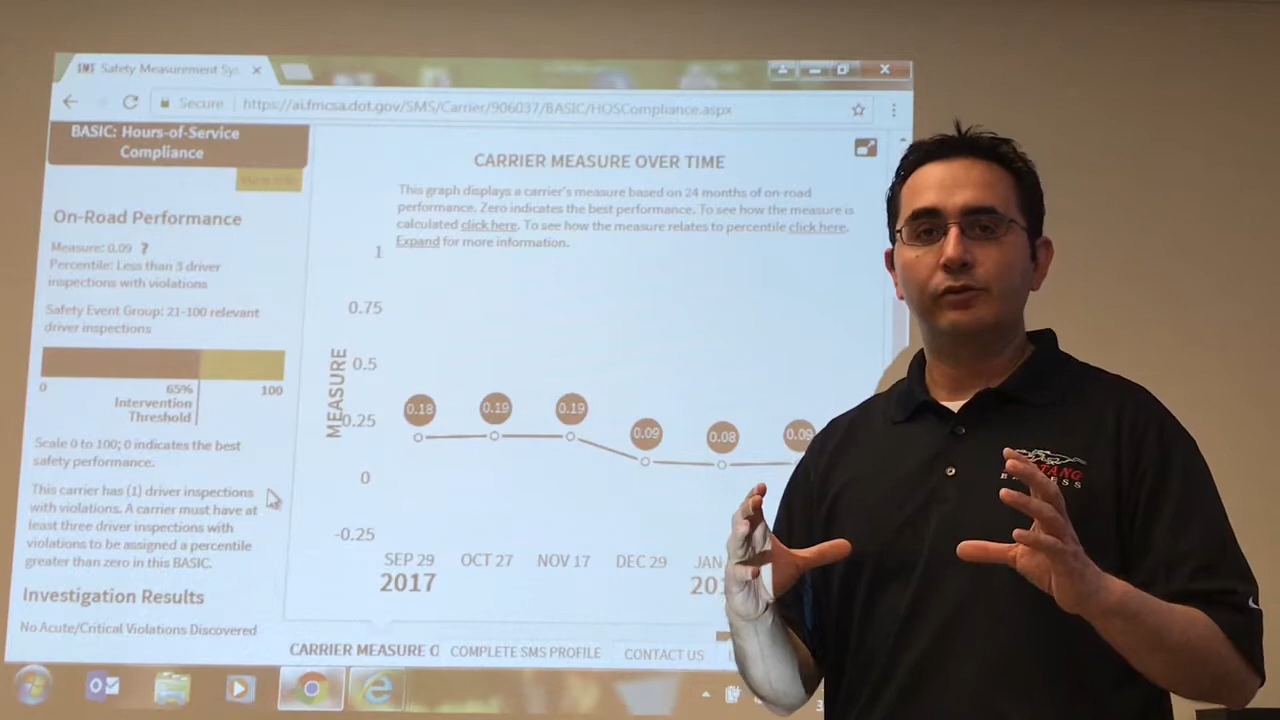 SMS Safety Measurement Sys
Secure https://ai.fmcsa.dot.gov/SMS/Carrier/906037/BASIC/HOSCompliance.aspx
BASIC: Hours-of-Service
Compliance
On-Road Performance
Measure: 0.09 ?
Percentile: Less than 3 driver
inspections with violations
Safety Event Group: 21-100 relevant
driver inspections
0 65% 100
Intervention
Threshold
Scale 0 to 100; 0 indicates the best
safety performance.
This carrier has (1) driver inspections
with violations. A carrier must have at
least three driver inspections with
violations to be assigned a percentile
greater than zero in this BASIC.
Investigation Results
No Acute/Critical Violations Discovered
CARRIER MEASURE OVER TIME
This graph displays a carrier's measure based on 24 months of on-road
performance. Zero indicates the best performance. To see how the measure is
calculated click here. To see how the measure relates to percentile click here.
Expand for more information.
MEASURE
1
0.75
0.5
0.25
0
-0.25
0.18 0.19 0.19 0.09 0.08 0.09
SEP 29 OCT 27 NOV 17 DEC 29 JAN
2017 201
CARRIER MEASURE O COMPLETE SMS PROFILE CONTACT US